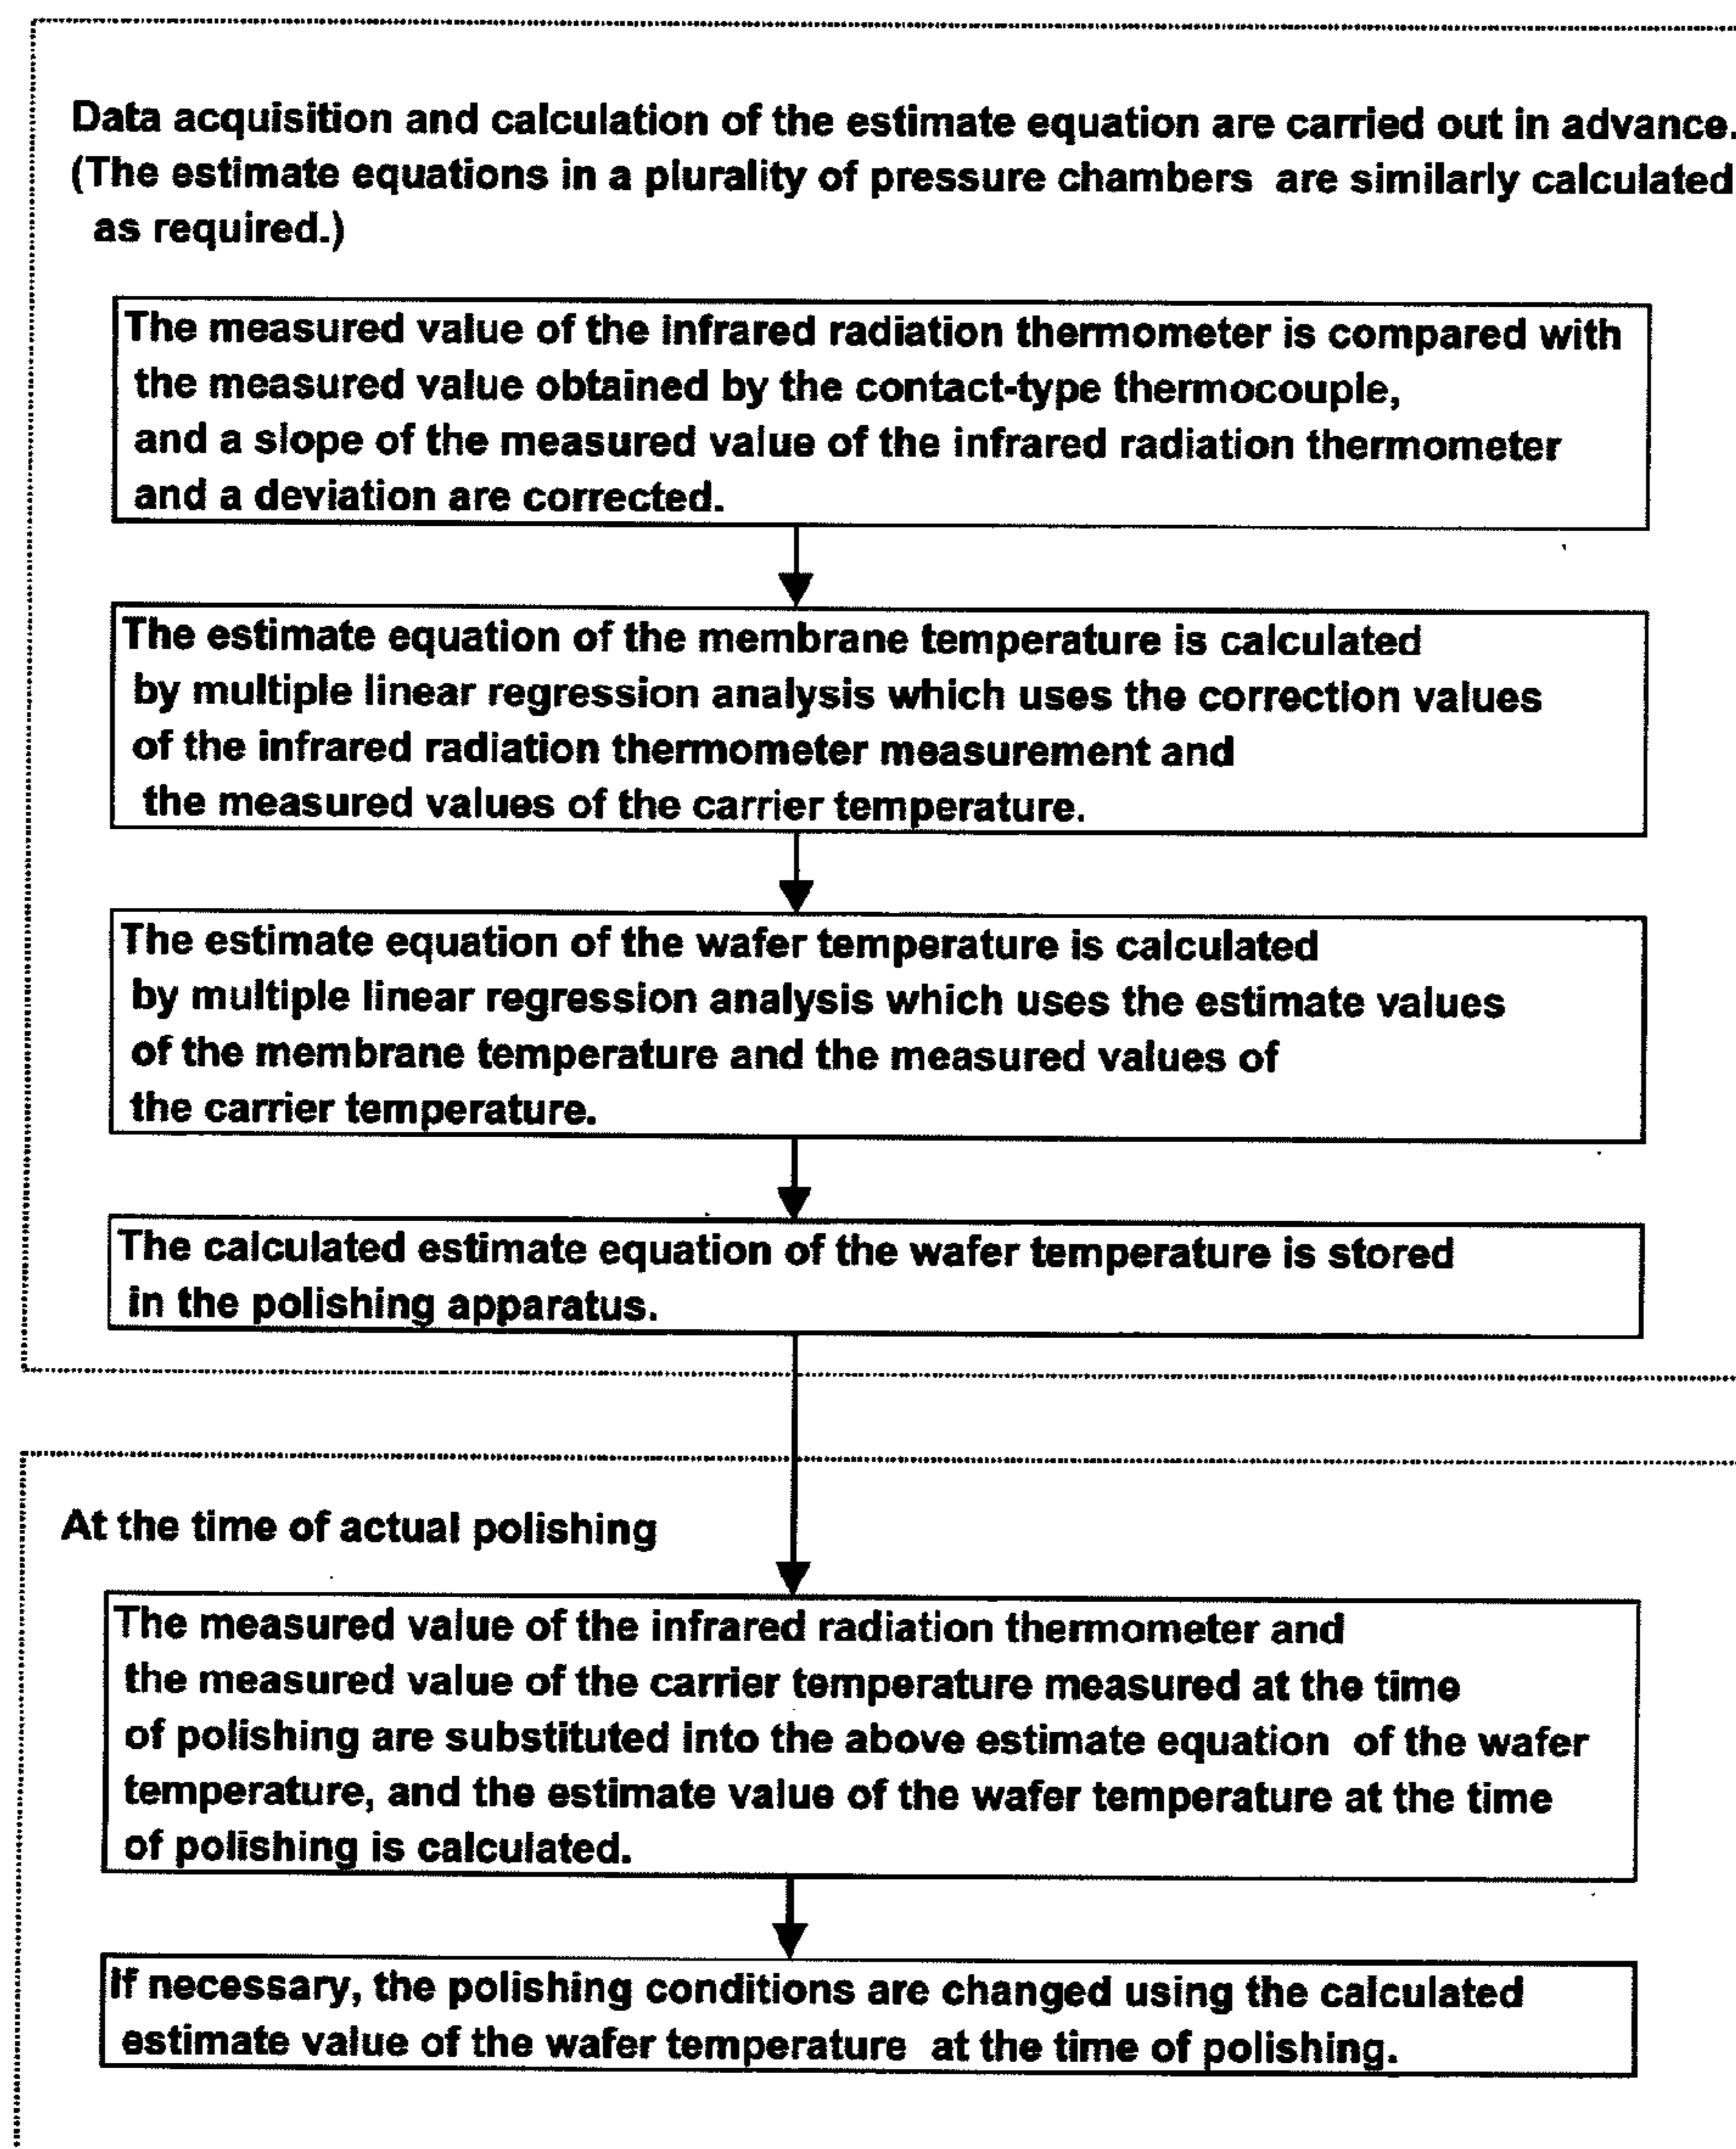 Data acquisition and calculation of the estimate equation are carried out in advance.
(The estimate equations in a plurality of pressure chambers are similarly calculated
as required.)
The measured value of the infrared radiation thermometer is compared with
the measured value obtained by the contact-type thermocouple,
and a slope of the measured value of the infrared radiation thermometer
and a deviation are corrected.
The estimate equation of the membrane temperature is calculated
by multiple linear regression analysis which uses the correction values
of the infrared radiation thermometer measurement and
the measured values of the carrier temperature.
The estimate equation of the wafer temperature is calculated
by multiple linear regression analysis which uses the estimate values
of the membrane temperature and the measured values of
the carrier temperature.
The calculated estimate equation of the wafer temperature is stored
in the polishing apparatus.
At the time of actual polishing
The measured value of the infrared radiation thermometer and
the measured value of the carrier temperature measured at the time
of polishing are substituted into the above estimate equation of the wafer
temperature, and the estimate value of the wafer temperature at the time
of polishing is calculated.
If necessary, the polishing conditions are changed using the calculated
estimate value of the wafer temperature at the time of polishing.